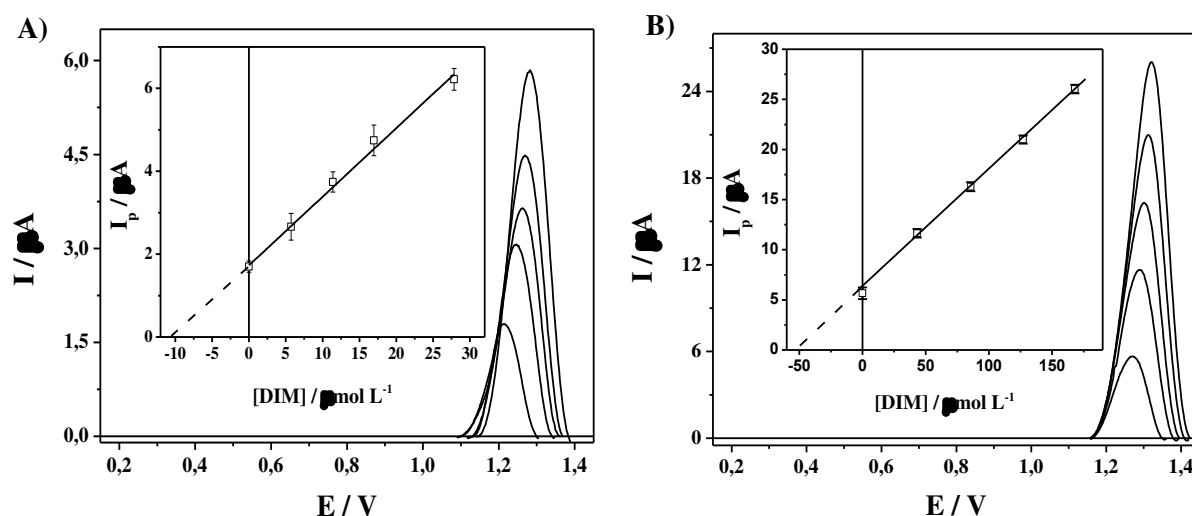 A)
6,0
4,5
3,0
1,5
0,0
I / A
6
4
2
0
I_p / A
-10 -5 0 5 10 15 20 25 30
[DIM] / mol L^-1
0,2 0,4 0,6 0,8 1,0 1,2 1,4
E / V
B)
24
18
12
6
0
I / A
30
25
20
15
10
5
0
I_p / A
-50 0 50 100 150
[DIM] / mol L^-1
0,2 0,4 0,6 0,8 1,0 1,2 1,4
E / V